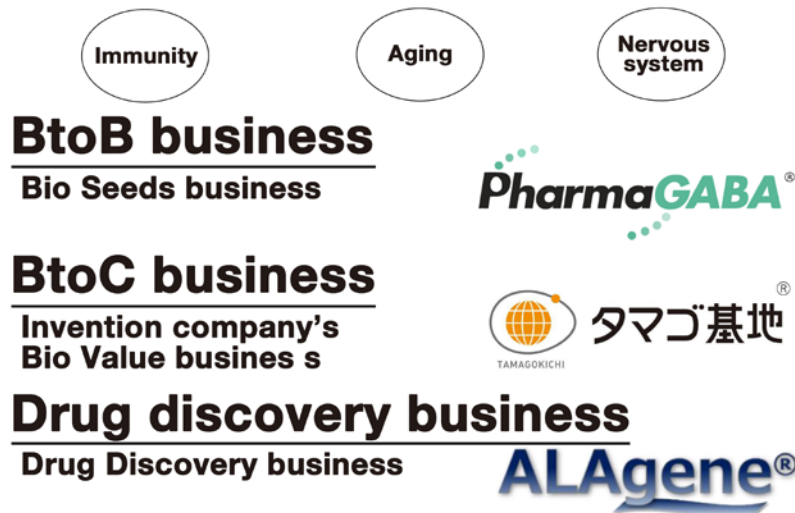 Immunity
Aging
Nervous
system
BtoB business
Bio Seeds business
PharmaGABA®
BtoC business
Invention company's
Bio Value busines s
タマゴ基地®
TAMAGOKICHI
Drug discovery business
Drug Discovery business
ALAgene®